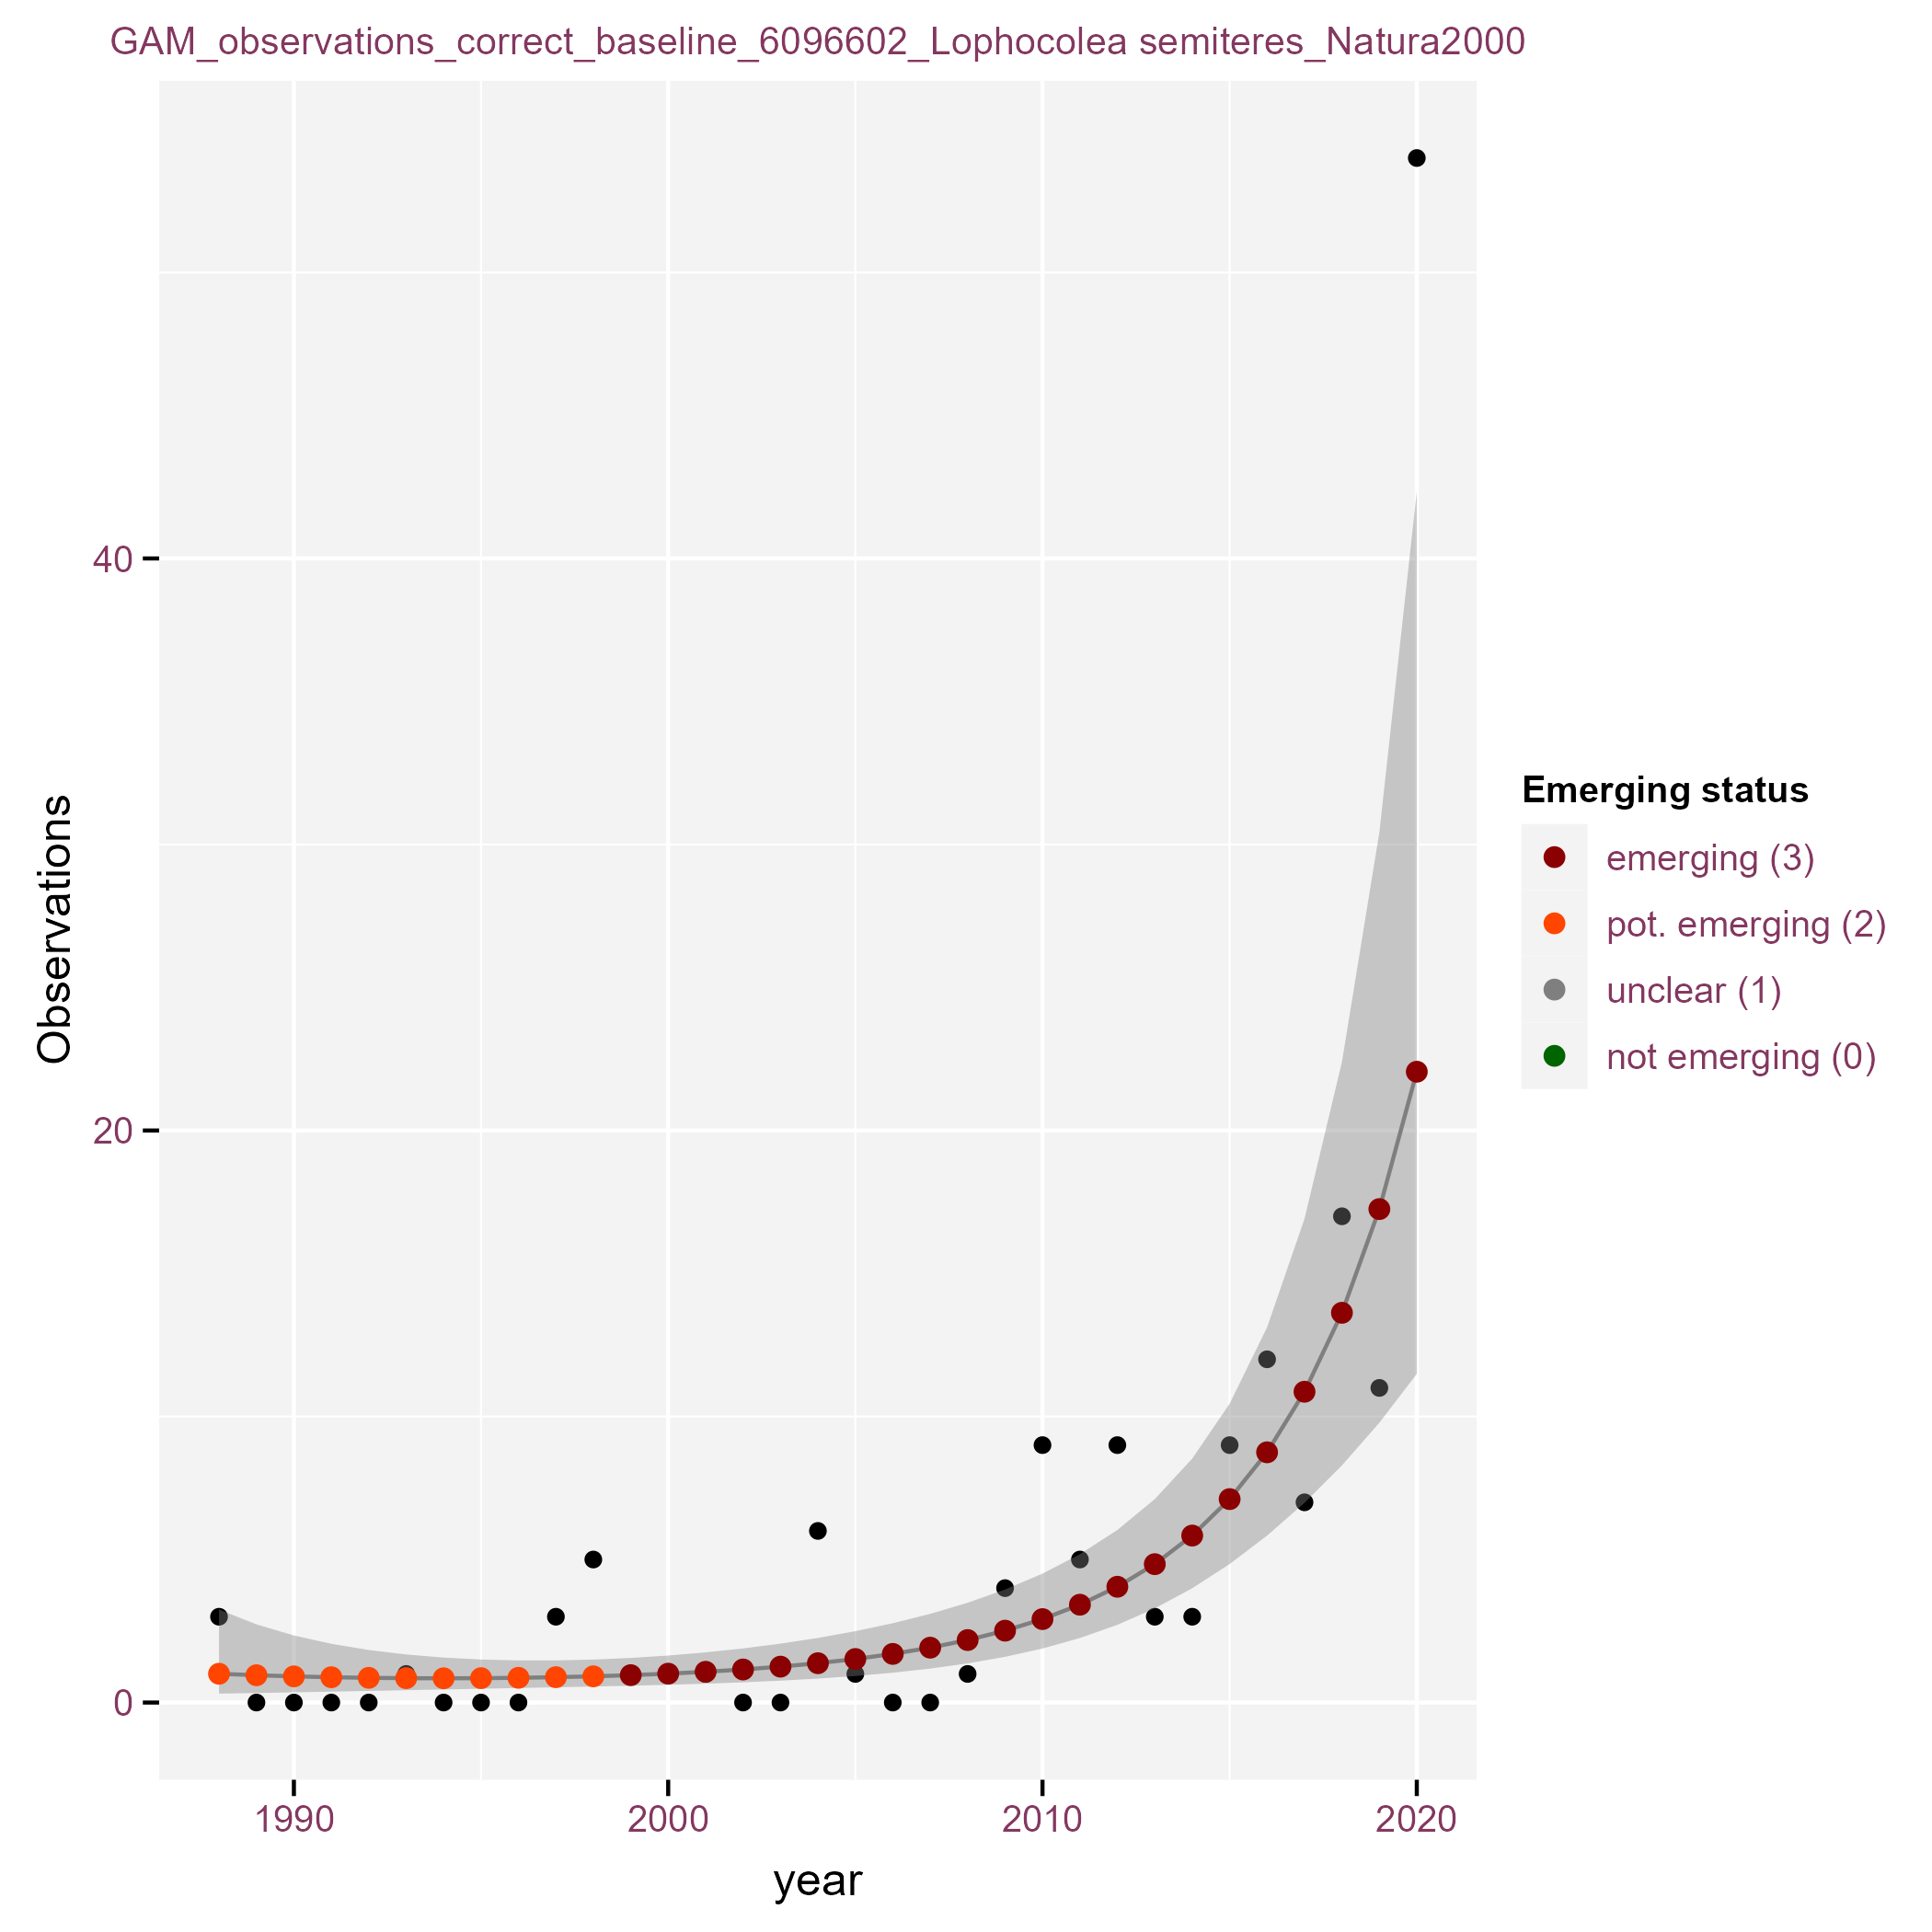 GAM_observations_correct_baseline_6096602_Lophocolea semiteres_Natura2000
Observations
40
20
0
1990
2000
2010
2020
year
Emerging status
emerging (3)
pot. emerging (2)
unclear (1)
not emerging (0)